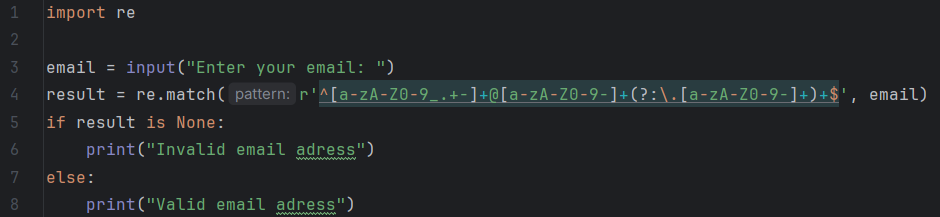 1 import re
2
3 email = input("Enter your email: ")
4 result = re.match( pattern: r'^[a-zA-Z0-9_.+-]+@[a-zA-Z0-9-]+(?:\.[a-zA-Z0-9-]+)+$', email)
5 if result is None:
6     print("Invalid email adress")
7 else:
8     print("Valid email adress")